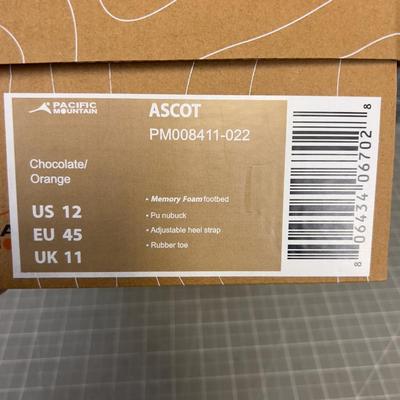 PACIFIC
MOUNTAIN
ASCOT
PM008411-022
Chocolate/
Orange
US 12
EU 45
UK 11
• Memory Foam footbed
• Pu nubuck
• Adjustable heel strap
• Rubber toe
8 06434 06702 8